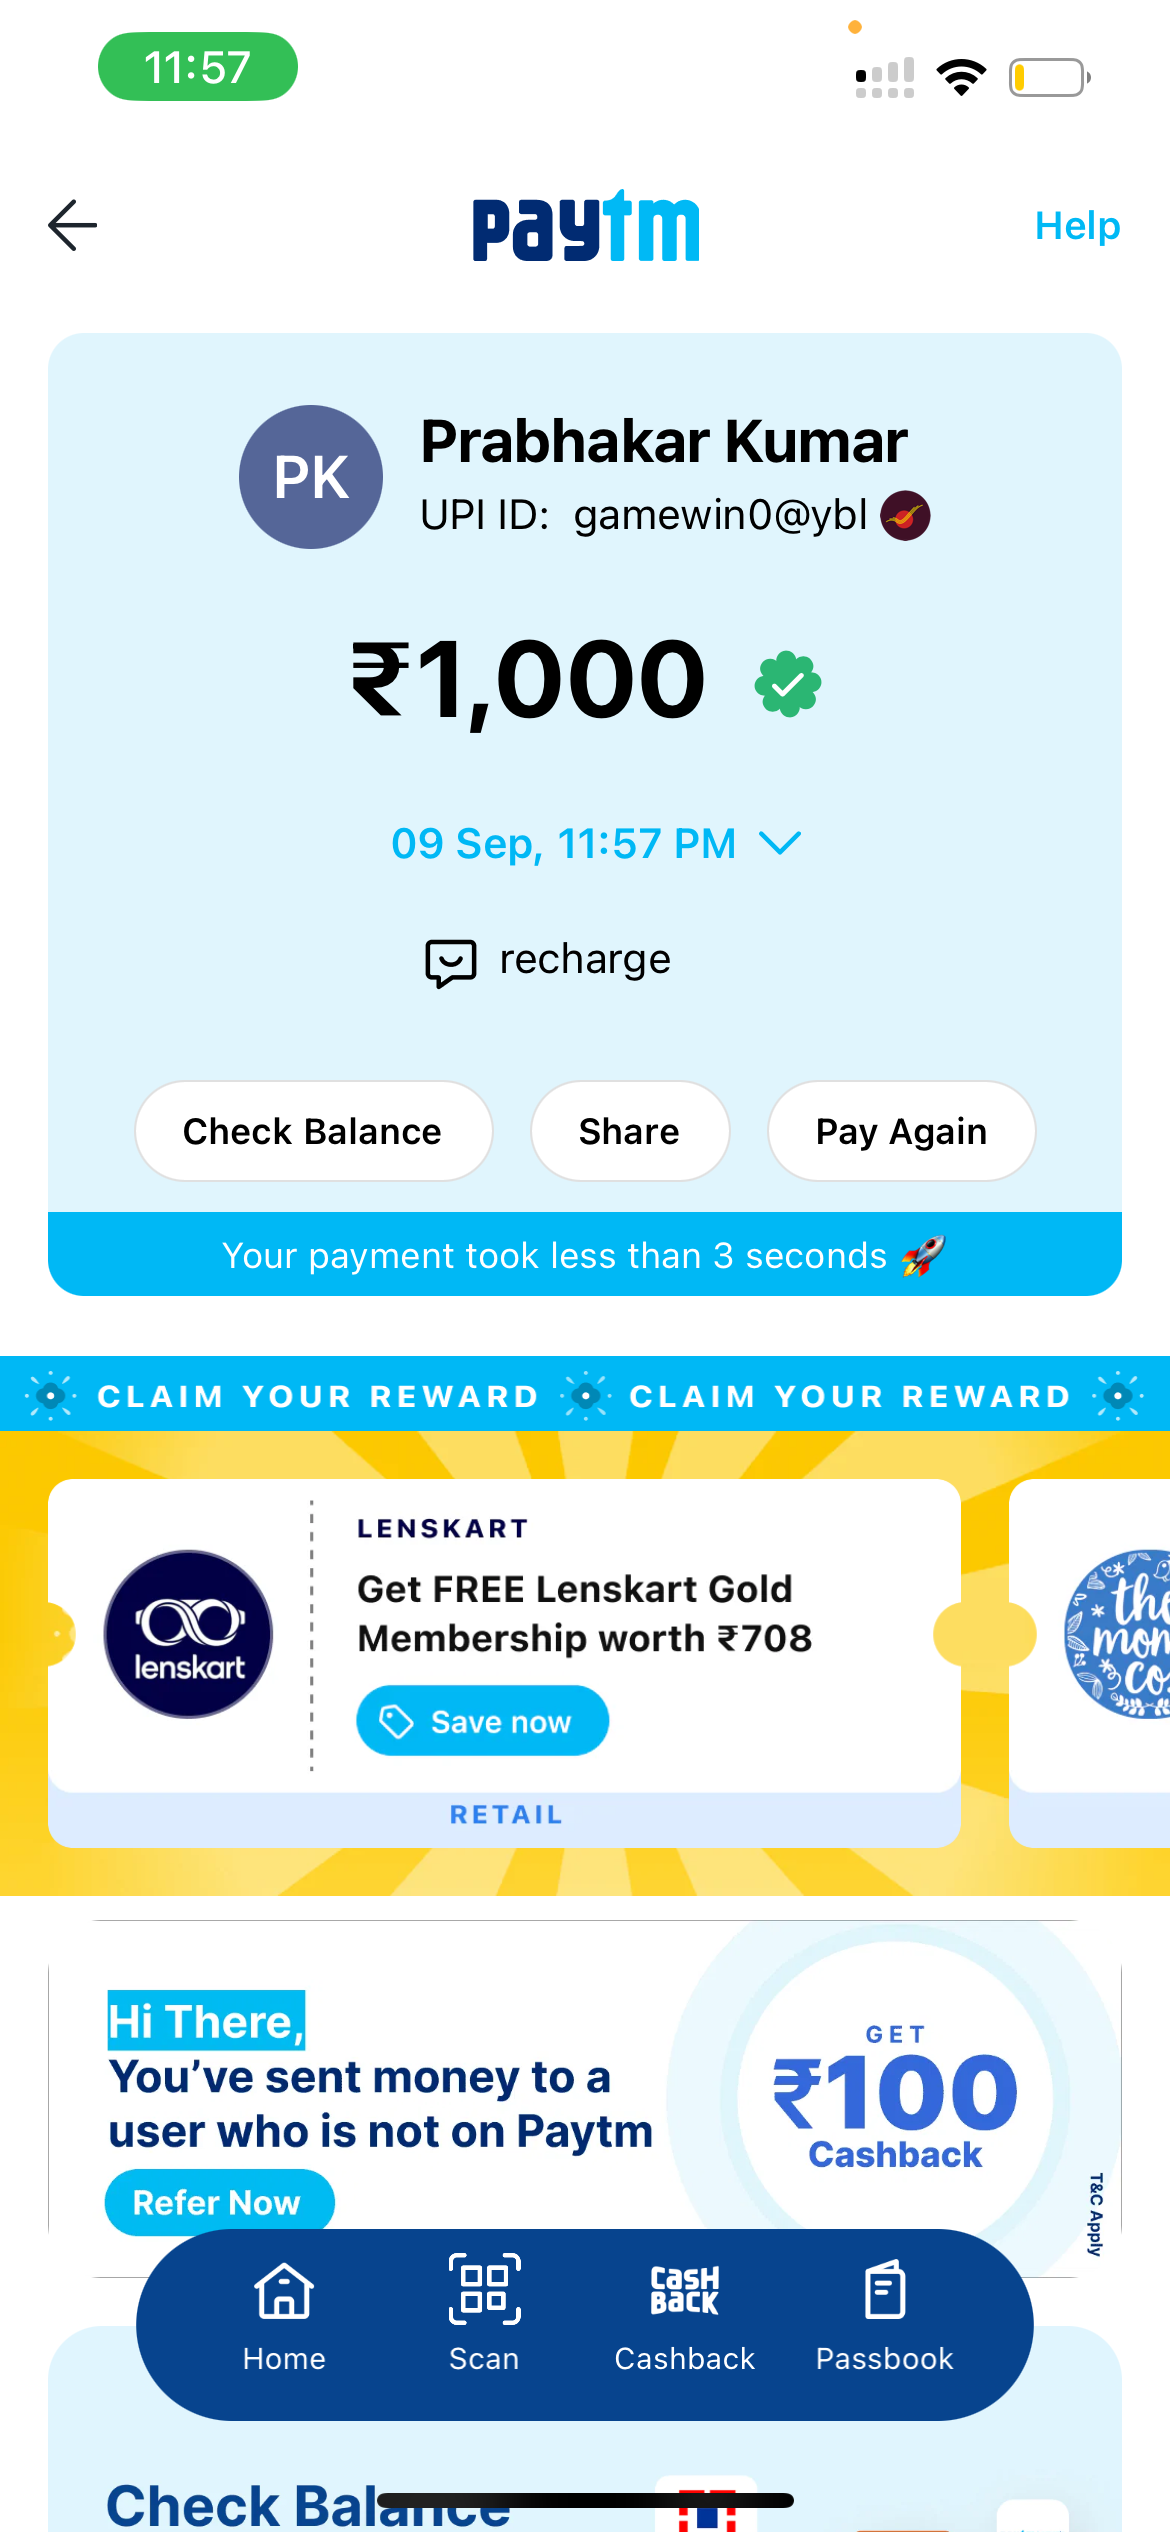 11:57
paytm
Help
PK
Prabhakar Kumar
UPI ID: gamewin0@ybl
₹1,000
09 Sep, 11:57 PM
recharge
Check Balance
Share
Pay Again
Your payment took less than 3 seconds 🚀
CLAIM YOUR REWARD CLAIM YOUR REWARD
LENSKART
Get FREE Lenskart Gold
Membership worth ₹708
lenskart
Save now
RETAIL
the
Hi There,
You’ve sent money to a
user who is not on Paytm
Refer Now
GET
₹100
Cashback
T&C Apply
Home
Scan
CASH
BACK
Cashback
Passbook
Check Balance